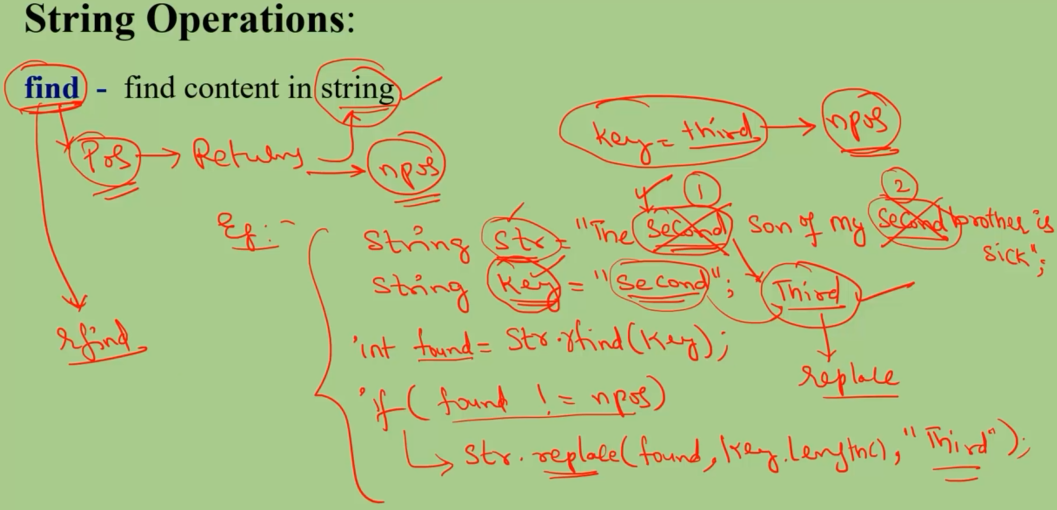 String Operations:
find - find content in string
key = third → npos
Pos → Returns → npos
1 2
Eg:-
String str = "The second son of my second brother is sick";
string key = "second"; Third
rfind
int found = str.rfind(key);
replace
if( found != npos)
str.replace(found, key.length(), "Third");